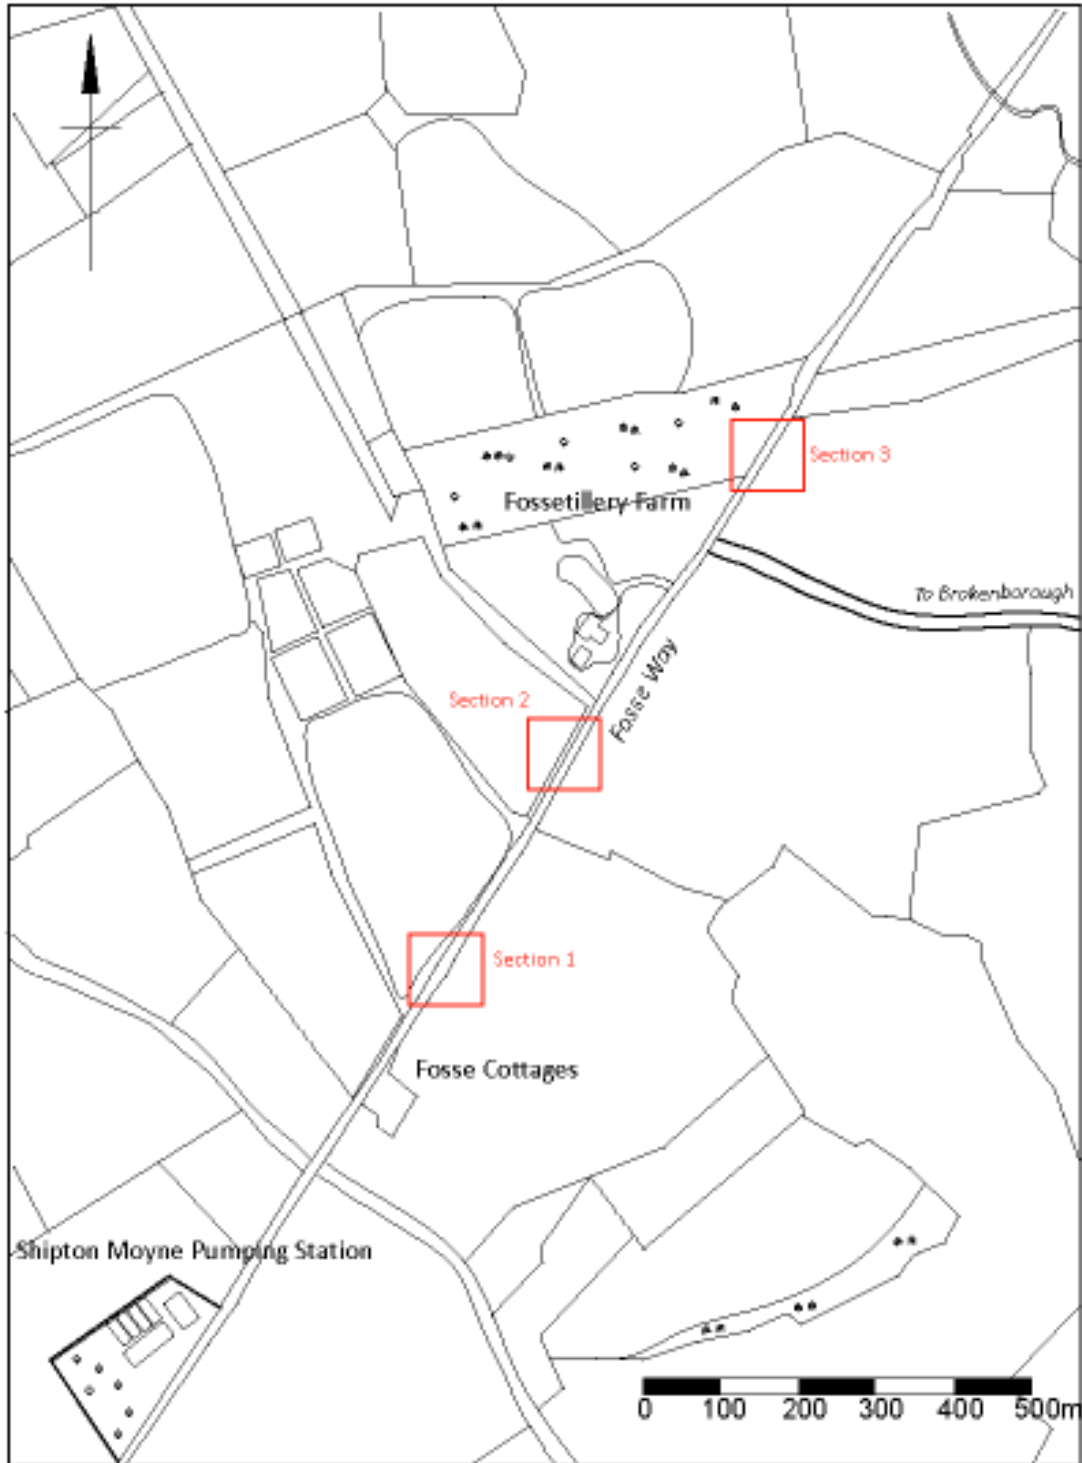 Section 3
Fossetillery Farm
To Brokenborough
Section 2
Fosse Way
Section 1
Fosse Cottages
Shipton Moyne Pumping Station
0 100 200 300 400 500m